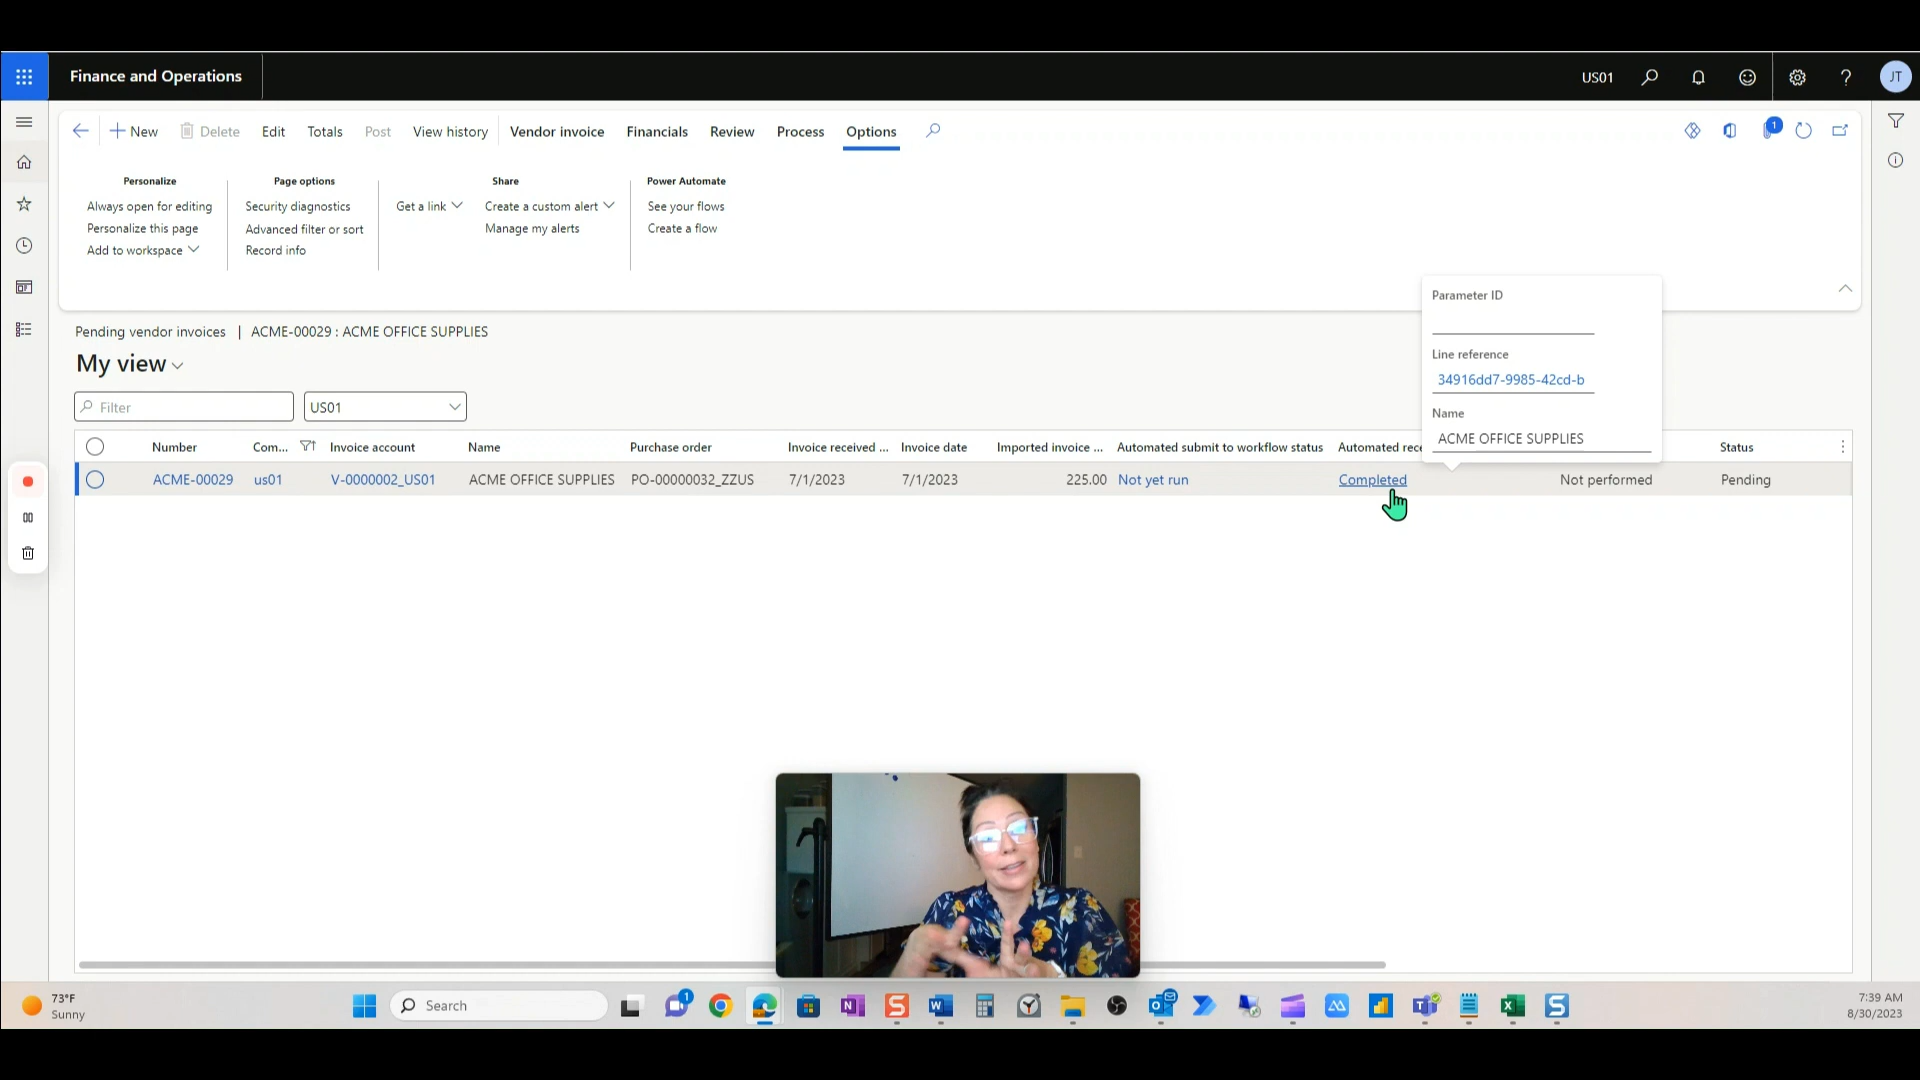 Finance and Operations
US01
JT
New
Delete
Edit
Totals
Post
View history
Vendor invoice
Financials
Review
Process
Options
1
Personalize
Always open for editing
Personalize this page
Add to workspace
Page options
Security diagnostics
Advanced filter or sort
Record info
Share
Get a link
Create a custom alert
Manage my alerts
Power Automate
See your flows
Create a flow
Parameter ID
Line reference
34916dd7-9985-42cd-b
Name
ACME OFFICE SUPPLIES
Pending vendor invoices | ACME-00029 : ACME OFFICE SUPPLIES
My view
Filter
US01
Number Com... Invoice account Name Purchase order Invoice received ... Invoice date Imported invoice ... Automated submit to workflow status Automated rece Status
ACME-00029 us01 V-0000002_US01 ACME OFFICE SUPPLIES PO-00000032_ZZUS 7/1/2023 7/1/2023 225.00 Not yet run Completed Not performed Pending
73°F
Sunny
Search
1
7:39 AM
8/30/2023